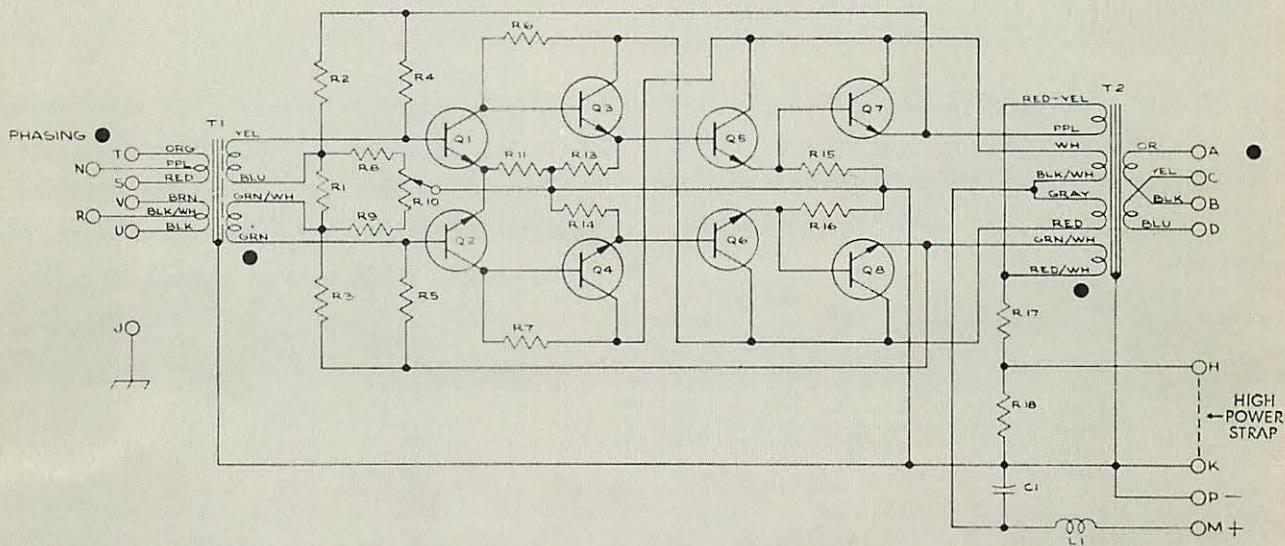 R6
R2
R4
Q3
Q7
T2
RED-YEL
PHASING
T1
YEL
Q1
Q5
PPL
T
ORG
WH
OR
A
N
PPL
R11
R13
R15
S
RED
BLU
R8
BLK/WH
YEL
C
V
BRN
GRN/WH
R1
R10
GRAY
BLK
B
R
BLK/WH
R9
R14
R16
RED
U
BLK
GRN
Q2
Q6
GRN/WH
BLU
D
Q4
Q8
RED/WH
R3
R5
R7
R17
J
H
R18
HIGH
POWER
STRAP
K
C1
P −
L1
M +